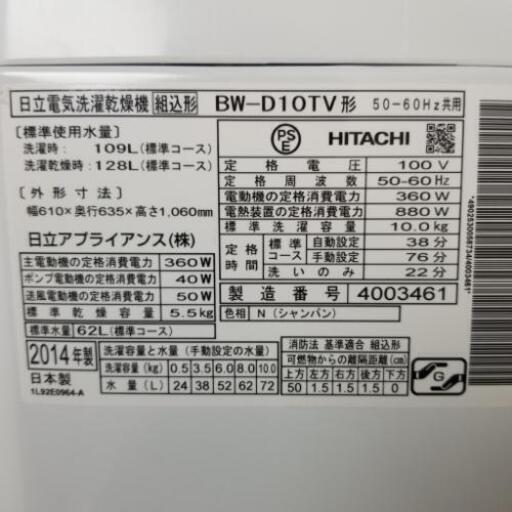 日立電気洗濯乾燥機 組込形 BW-D10TV形 50-60Hz共用
〔標準使用水量〕
洗濯時： 109L(標準コース)
洗濯乾燥時：128L(標準コース)
〔外形寸法〕
幅610×奥行635×高さ1,060mm
日立アプライアンス(株)
主電動機の定格消費電力 360W
ポンプ電動機の定格消費電力 40W
送風電動機の定格消費電力 50W
標準乾燥容量 5.5kg
標準水量 62L(標準コース)
PSE HITACHI
定格電圧 100V
定格周波数 50-60Hz
電動機の定格消費電力 360W
電熱装置の定格消費電力 880W
標準洗濯容量 10.0kg
定格時間 標準コース 自動設定 38分
手動設定 76分
洗いのみ 22分
製造番号 4003461
色相 N（シャンパン）
2014年製
日本製
1L92E0964-A
洗濯容量と水量（手動設定の水量）
洗濯容量(kg) 0.5 3.5 6.0 8.0 10.0
水量(L) 24 38 52 62 72
消防法 基準適合 組込形
可燃物からの離隔距離(cm)
上方 左方 右方 後方 下方
50 1.5 1.5 1.5 0
G
*4902530058734/4003461*